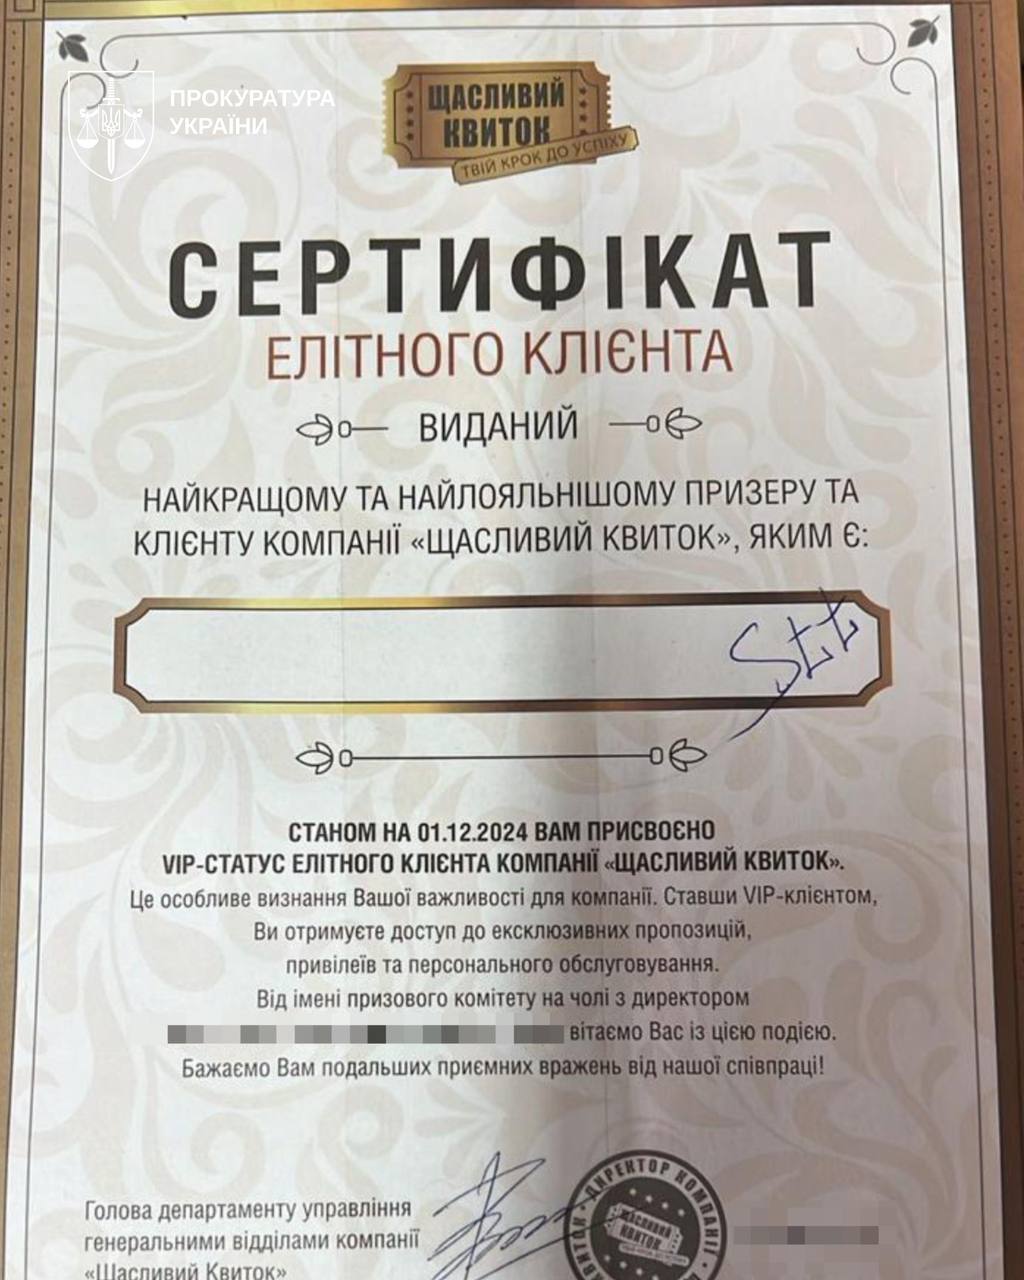 ПРОКУРАТУРА
УКРАЇНИ
ЩАСЛИВИЙ
КВИТОК
ТВІЙ КРОК ДО УСПІХУ
СЕРТИФІКАТ
ЕЛІТНОГО КЛІЄНТА
ВИДАНИЙ
НАЙКРАЩОМУ ТА НАЙЛОЯЛЬНІШОМУ ПРИЗЕРУ ТА
КЛІЄНТУ КОМПАНІЇ «ЩАСЛИВИЙ КВИТОК», ЯКИМ Є:
СТАНОМ НА 01.12.2024 ВАМ ПРИСВОЄНО
VIP-СТАТУС ЕЛІТНОГО КЛІЄНТА КОМПАНІЇ «ЩАСЛИВИЙ КВИТОК».
Це особливе визнання Вашої важливості для компанії. Ставши VIP-клієнтом,
Ви отримуєте доступ до ексклюзивних пропозицій,
привілеїв та персонального обслуговування.
Від імені призового комітету на чолі з директором
вітаємо Вас із цією подією.
Бажаємо Вам подальших приємних вражень від нашої співпраці!
Голова департаменту управління
генеральними відділами компанії
«Щасливий Квиток»
ДИРЕКТОР КОМПАНІЇ
ЩАСЛИВИЙ
КВИТОК